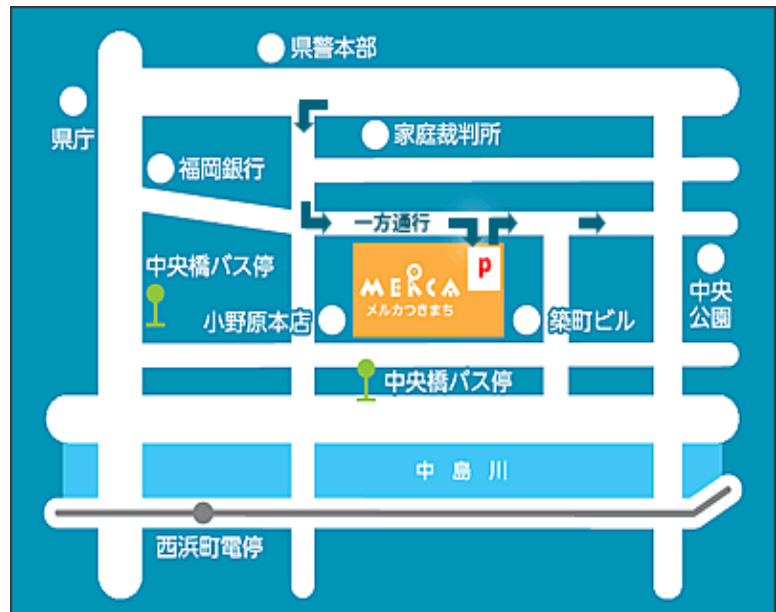 県警本部
県庁
家庭裁判所
福岡銀行
一方通行
中央橋バス停
P
MERCA
メルカつきまち
中央
公園
小野原本店
築町ビル
中央橋バス停
中島川
西浜町電停